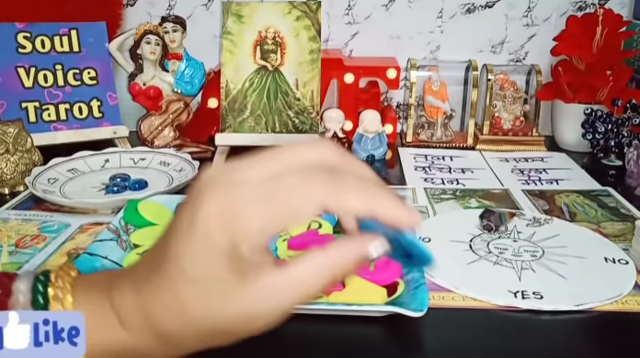 Soul
Voice
Tarot
तुला
वृश्चिक
धनु
मकर
कुंभ
मीन
NO
YES
Like